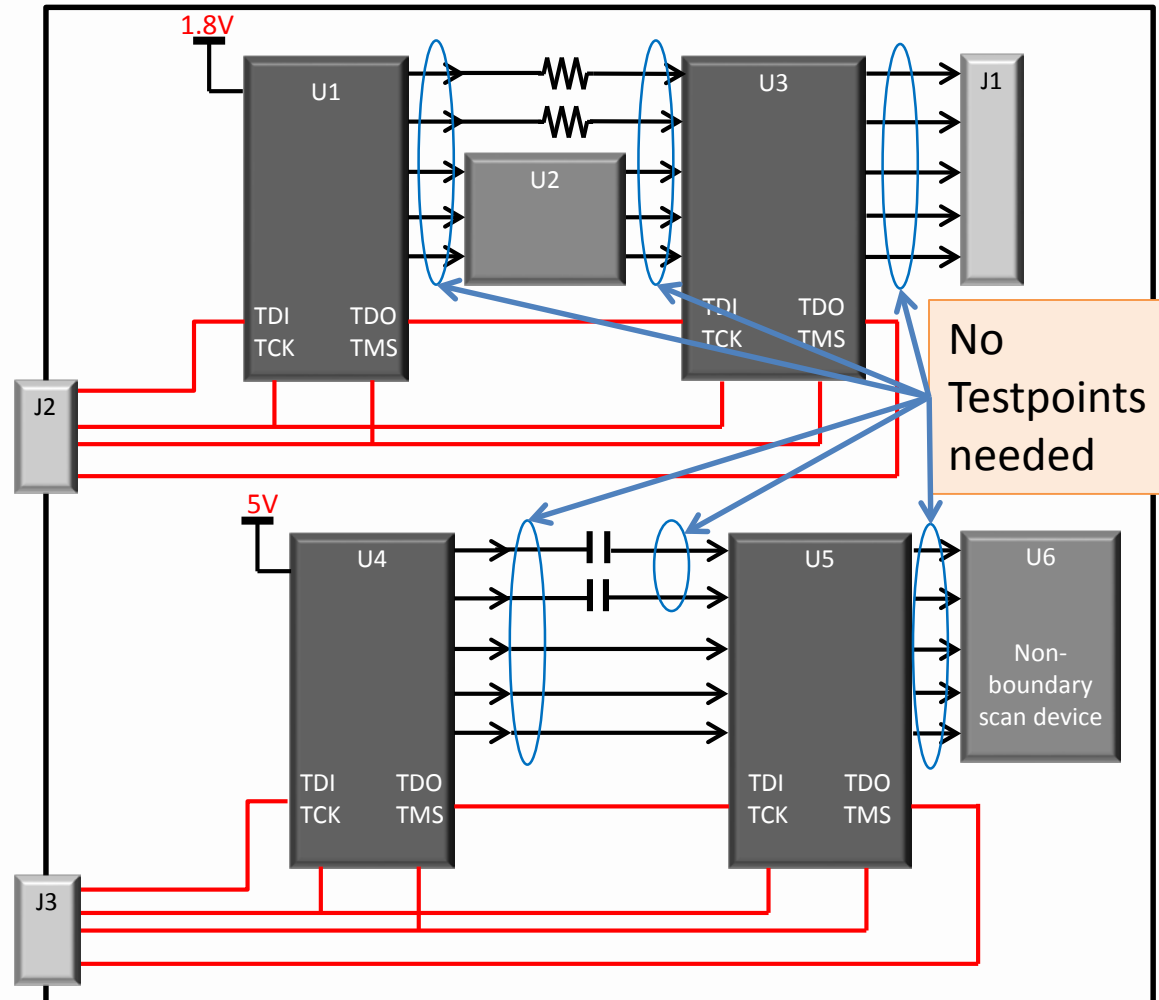 1.8V
U1
U3
J1
U2
TDI
TDO
TCK
TMS
TDI
TDO
TCK
TMS
No
Testpoints
needed
J2
5V
U4
U5
U6
Non-
boundary
scan device
TDI
TDO
TCK
TMS
TDI
TDO
TCK
TMS
J3